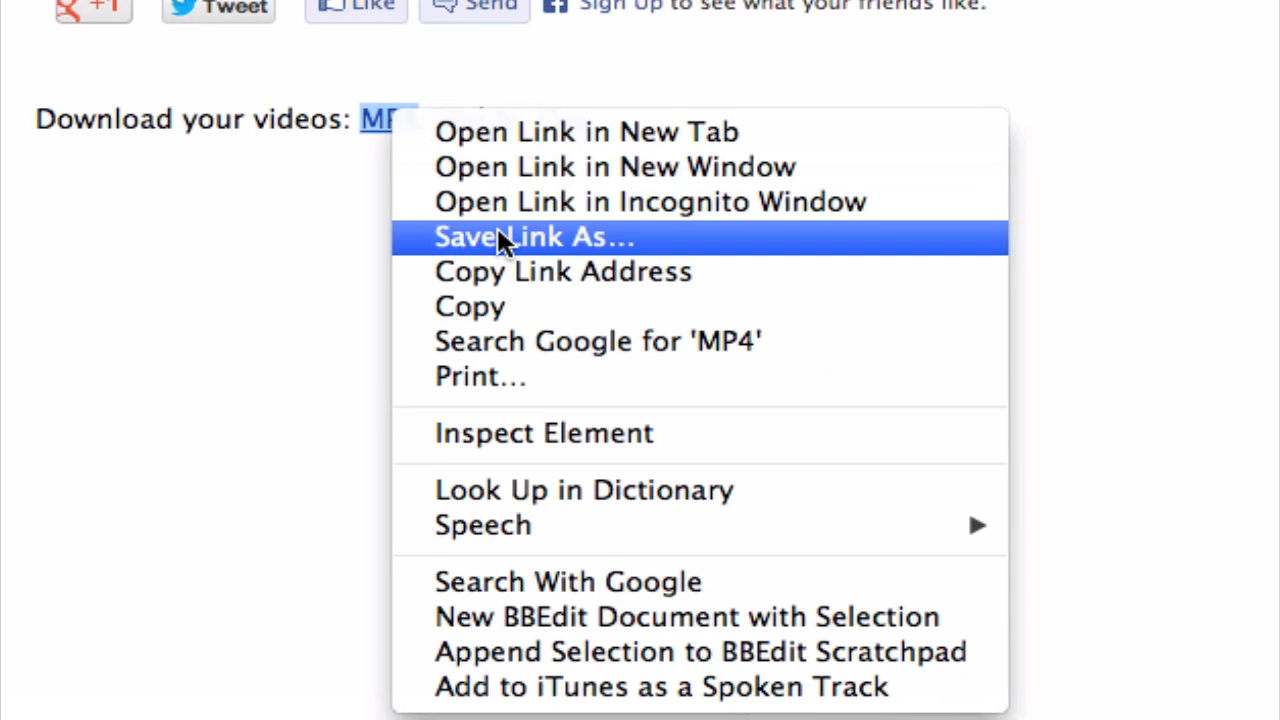 +1 Tweet Like Send Sign Up to see what your friends like.
Download your videos: MP4
Open Link in New Tab
Open Link in New Window
Open Link in Incognito Window
Save Link As...
Copy Link Address
Copy
Search Google for 'MP4'
Print...
Inspect Element
Look Up in Dictionary
Speech
Search With Google
New BBEdit Document with Selection
Append Selection to BBEdit Scratchpad
Add to iTunes as a Spoken Track